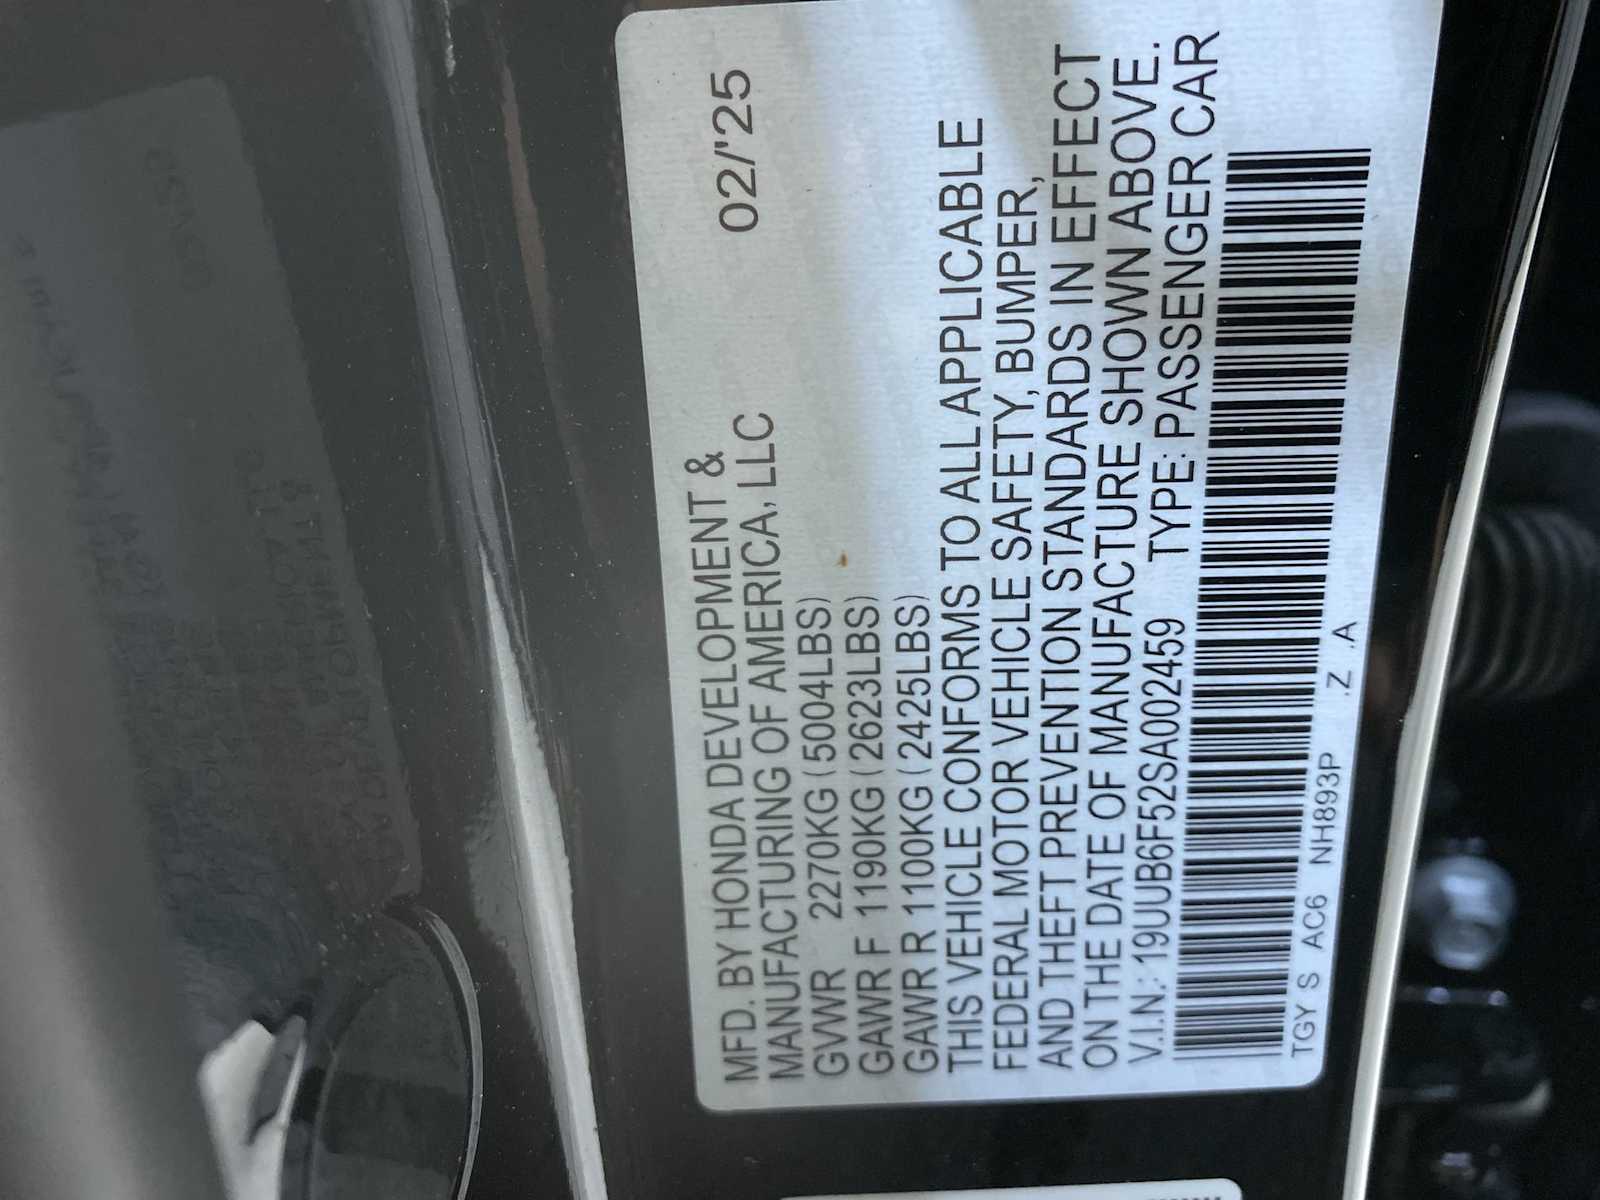 MFD. BY HONDA DEVELOPMENT & 02/'25
MANUFACTURING OF AMERICA, LLC
GVWR 2270KG (5004LBS)
GAWR F 1190KG (2623LBS)
GAWR R 1100KG (2425LBS)
THIS VEHICLE CONFORMS TO ALL APPLICABLE
FEDERAL MOTOR VEHICLE SAFETY, BUMPER,
AND THEFT PREVENTION STANDARDS IN EFFECT
ON THE DATE OF MANUFACTURE SHOWN ABOVE.
V.I.N.: 19UUB6F52SA002459 TYPE: PASSENGER CAR
TGY S AC6 NH893P .Z .A